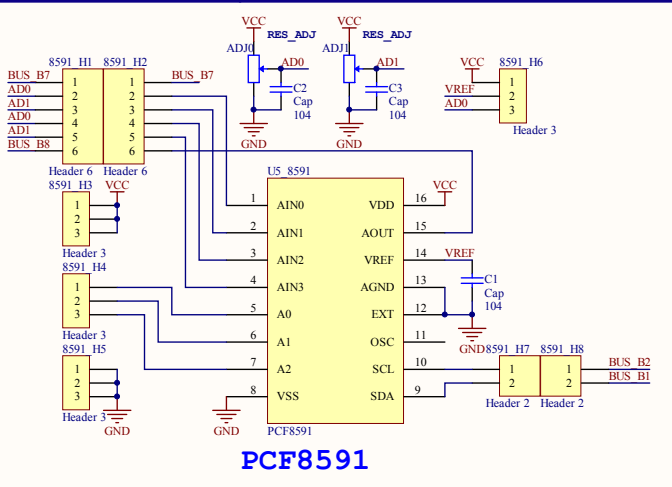 VCC
RES_ADJ
ADJ0
AD0
C2
Cap
104
GND
VCC
RES_ADJ
ADJ1
AD1
C3
Cap
104
GND
VCC
8591_H6
VREF
AD0
1
2
3
Header 3
8591_H1 8591_H2
BUS_B7 1 1 BUS_B7
AD0 2 2
AD1 3 3
AD0 4 4
AD1 5 5
BUS_B8 6 6
Header 6 Header 6
8591_H3 VCC
1
2
3
Header 3
8591_H4
1
2
3
Header 3
8591_H5
1
2
3
Header 3
GND
U5_8591
1 AIN0 VDD 16 VCC
2 AIN1 AOUT 15
3 AIN2 VREF 14 VREF
4 AIN3 AGND 13
5 A0 EXT 12
6 A1 OSC 11
7 A2 SCL 10
8 VSS SDA 9
GND
PCF8591
C1
Cap
104
GND
8591_H7 8591_H8
1 1 BUS_B2
2 2 BUS_B1
Header 2 Header 2
PCF8591